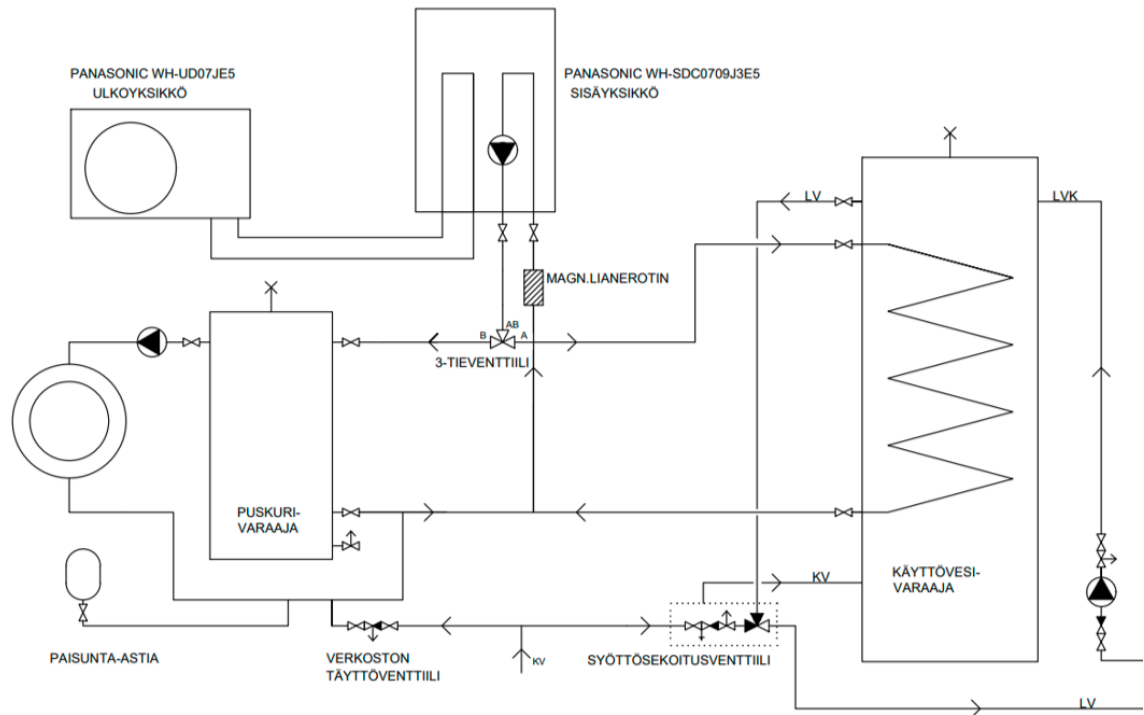 PANASONIC WH-UD07JE5
ULKOYKSIKKÖ
PANASONIC WH-SDC0709J3E5
SISÄYKSIKKÖ
LV
LVK
MAGN.LIANEROTIN
AB
B
A
3-TIEVENTTIILI
PUSKURI-
VARAAJA
KÄYTTÖVESI-
VARAAJA
KV
PAISUNTA-ASTIA
VERKOSTON
TÄYTTÖVENTTIILI
KV
SYÖTTÖSEKOITUSVENTTIILI
LV